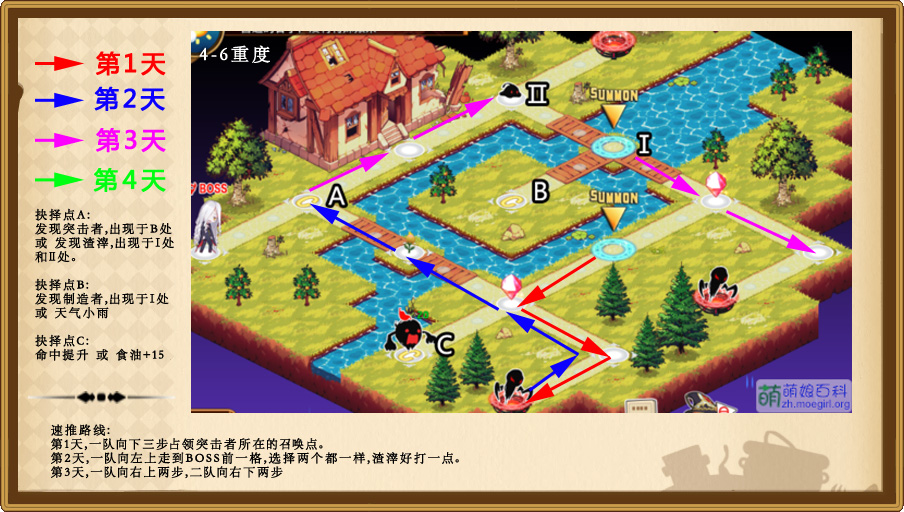 4-6重度
第1天
第2天
第3天
第4天
SUMMON
II
I
BOSS
A
B
SUMMON
C
抉择点A:
发现突击者,出现于B处
或 发现渣滓,出现于I处
和II处。
抉择点B:
发现制造者,出现于I处
或 天气小雨
抉择点C:
命中提升 或 食油+15
萌娘百科
zh.moegirl.org
速推路线:
第1天,一队向下三步占领突击者所在的召唤点。
第2天,一队向左上走到BOSS前一格,选择两个都一样,渣滓好打一点。
第3天,一队向右上两步,二队向右下两步